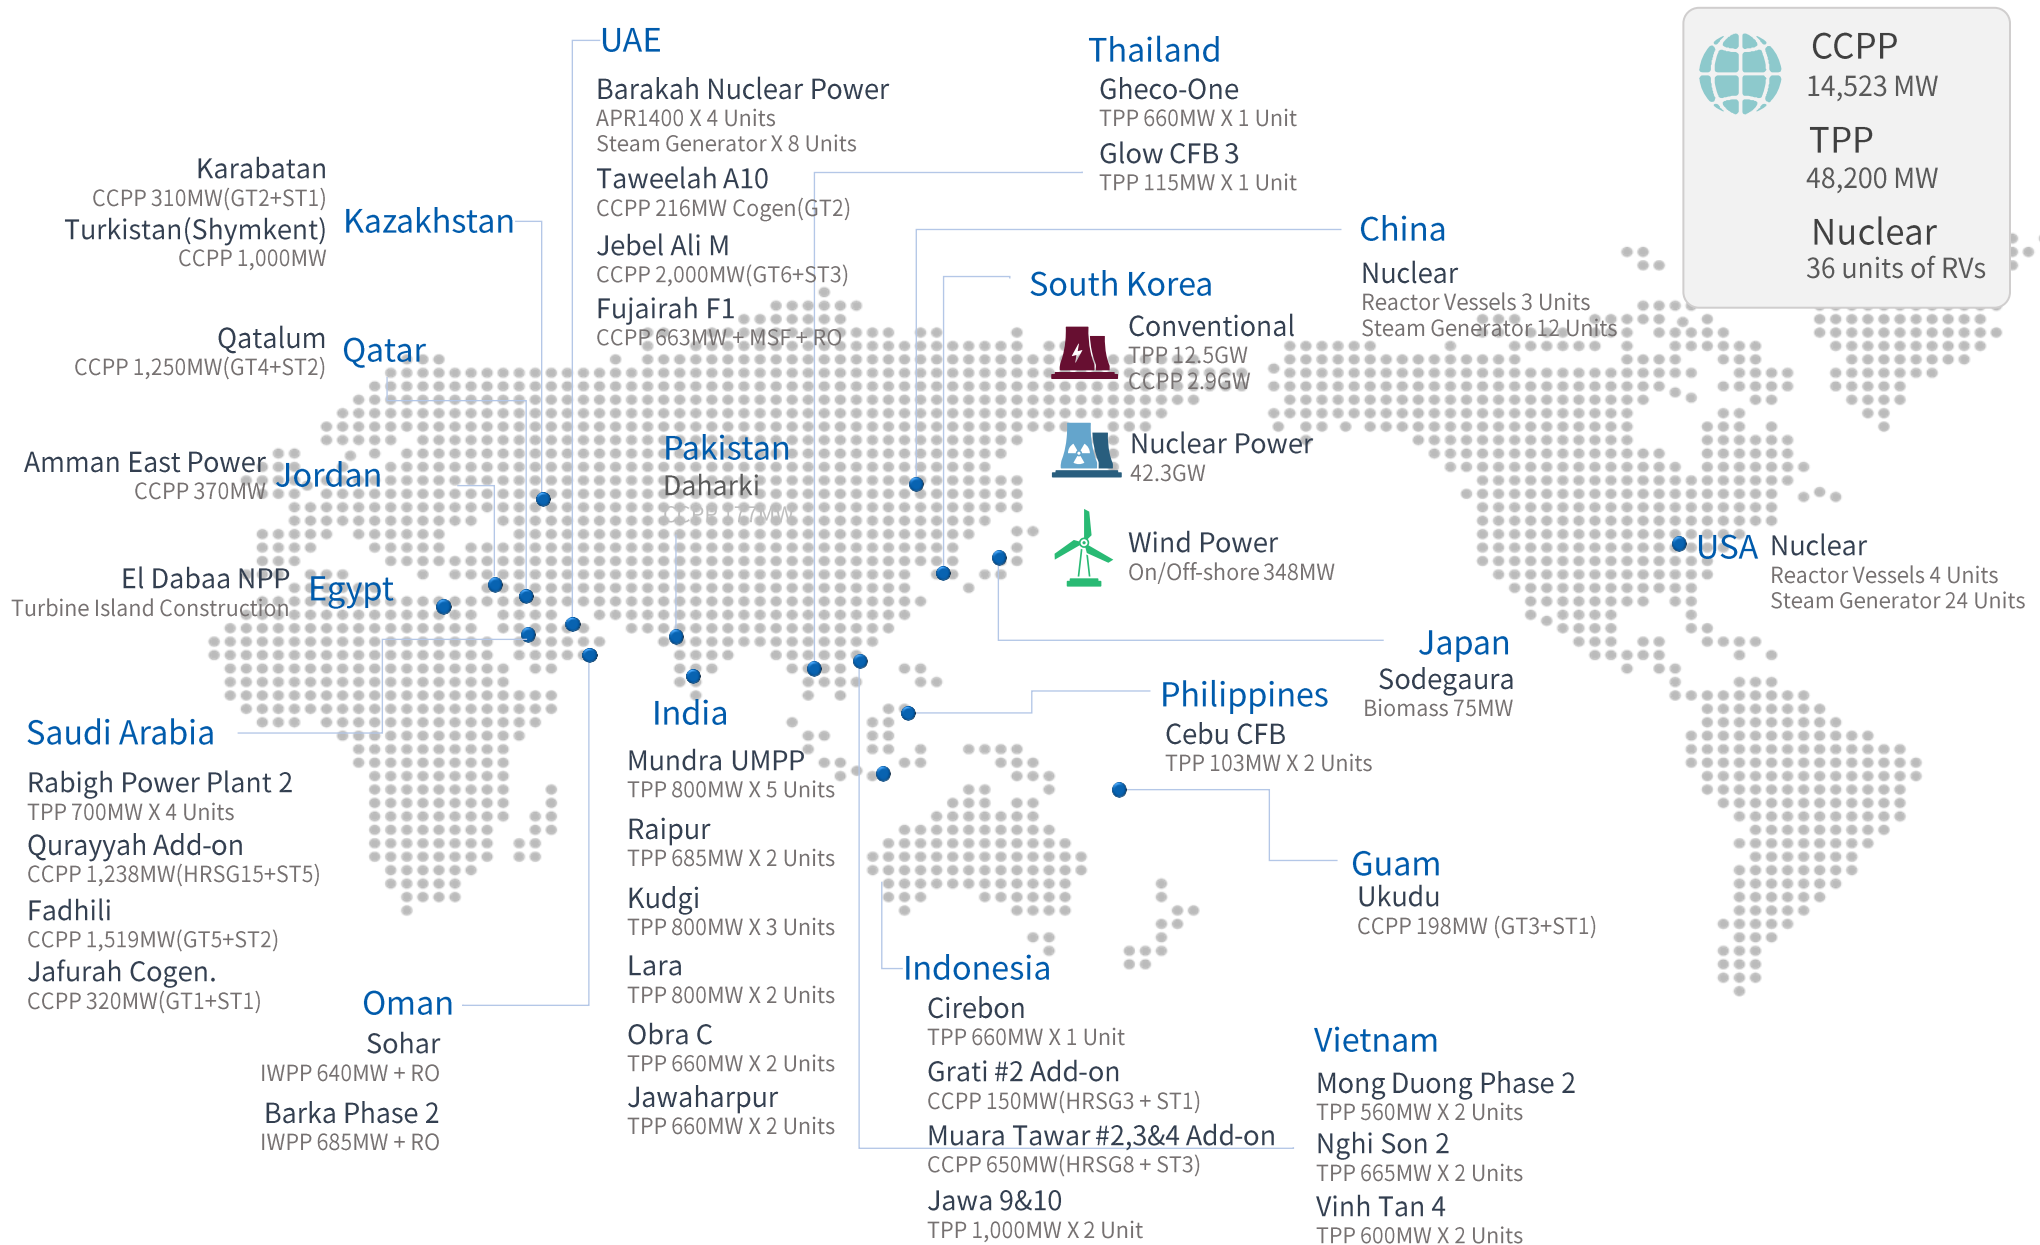 UAE
Barakah Nuclear Power
APR1400 X 4 Units
Steam Generator X 8 Units
Taweelah A10
CCPP 216MW Cogen(GT2)
Jebel Ali M
CCPP 2,000MW(GT6+ST3)
Fujairah F1
CCPP 663MW + MSF + RO
Thailand
Gheco-One
TPP 660MW X 1 Unit
Glow CFB 3
TPP 115MW X 1 Unit
CCPP
14,523 MW
TPP
48,200 MW
Nuclear
36 units of RVs
Karabatan
CCPP 310MW(GT2+ST1)
Turkistan(Shymkent)
CCPP 1,000MW
Kazakhstan
China
Nuclear
Reactor Vessels 3 Units
Steam Generator 12 Units
South Korea
Conventional
TPP 12.5GW
CCPP 2.9GW
Nuclear Power
42.3GW
Wind Power
On/Off-shore 348MW
Qatalum
CCPP 1,250MW(GT4+ST2)
Qatar
Pakistan
Daharki
CCPP 177MW
Amman East Power
CCPP 370MW
Jordan
El Dabaa NPP
Turbine Island Construction
Egypt
USA
Nuclear
Reactor Vessels 4 Units
Steam Generator 24 Units
Japan
Sodegaura
Biomass 75MW
Philippines
Cebu CFB
TPP 103MW X 2 Units
Saudi Arabia
Rabigh Power Plant 2
TPP 700MW X 4 Units
Qurayyah Add-on
CCPP 1,238MW(HRSG15+ST5)
Fadhili
CCPP 1,519MW(GT5+ST2)
Jafurah Cogen.
CCPP 320MW(GT1+ST1)
Oman
Sohar
IWPP 640MW + RO
Barka Phase 2
IWPP 685MW + RO
India
Mundra UMPP
TPP 800MW X 5 Units
Raipur
TPP 685MW X 2 Units
Kudgi
TPP 800MW X 3 Units
Lara
TPP 800MW X 2 Units
Obra C
TPP 660MW X 2 Units
Jawaharpur
TPP 660MW X 2 Units
Guam
Ukudu
CCPP 198MW (GT3+ST1)
Indonesia
Cirebon
TPP 660MW X 1 Unit
Grati #2 Add-on
CCPP 150MW(HRSG3 + ST1)
Muara Tawar #2,3&4 Add-on
CCPP 650MW(HRSG8 + ST3)
Jawa 9&10
TPP 1,000MW X 2 Unit
Vietnam
Mong Duong Phase 2
TPP 560MW X 2 Units
Nghi Son 2
TPP 665MW X 2 Units
Vinh Tan 4
TPP 600MW X 2 Units